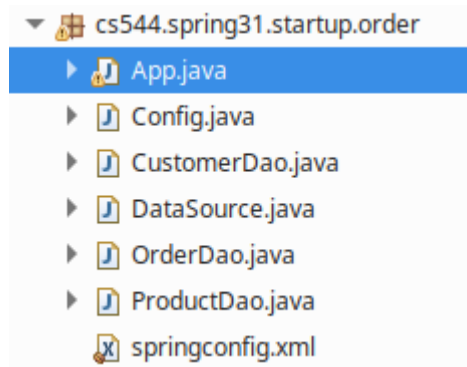 cs544.spring31.startup.order
App.java
Config.java
CustomerDao.java
DataSource.java
OrderDao.java
ProductDao.java
springconfig.xml